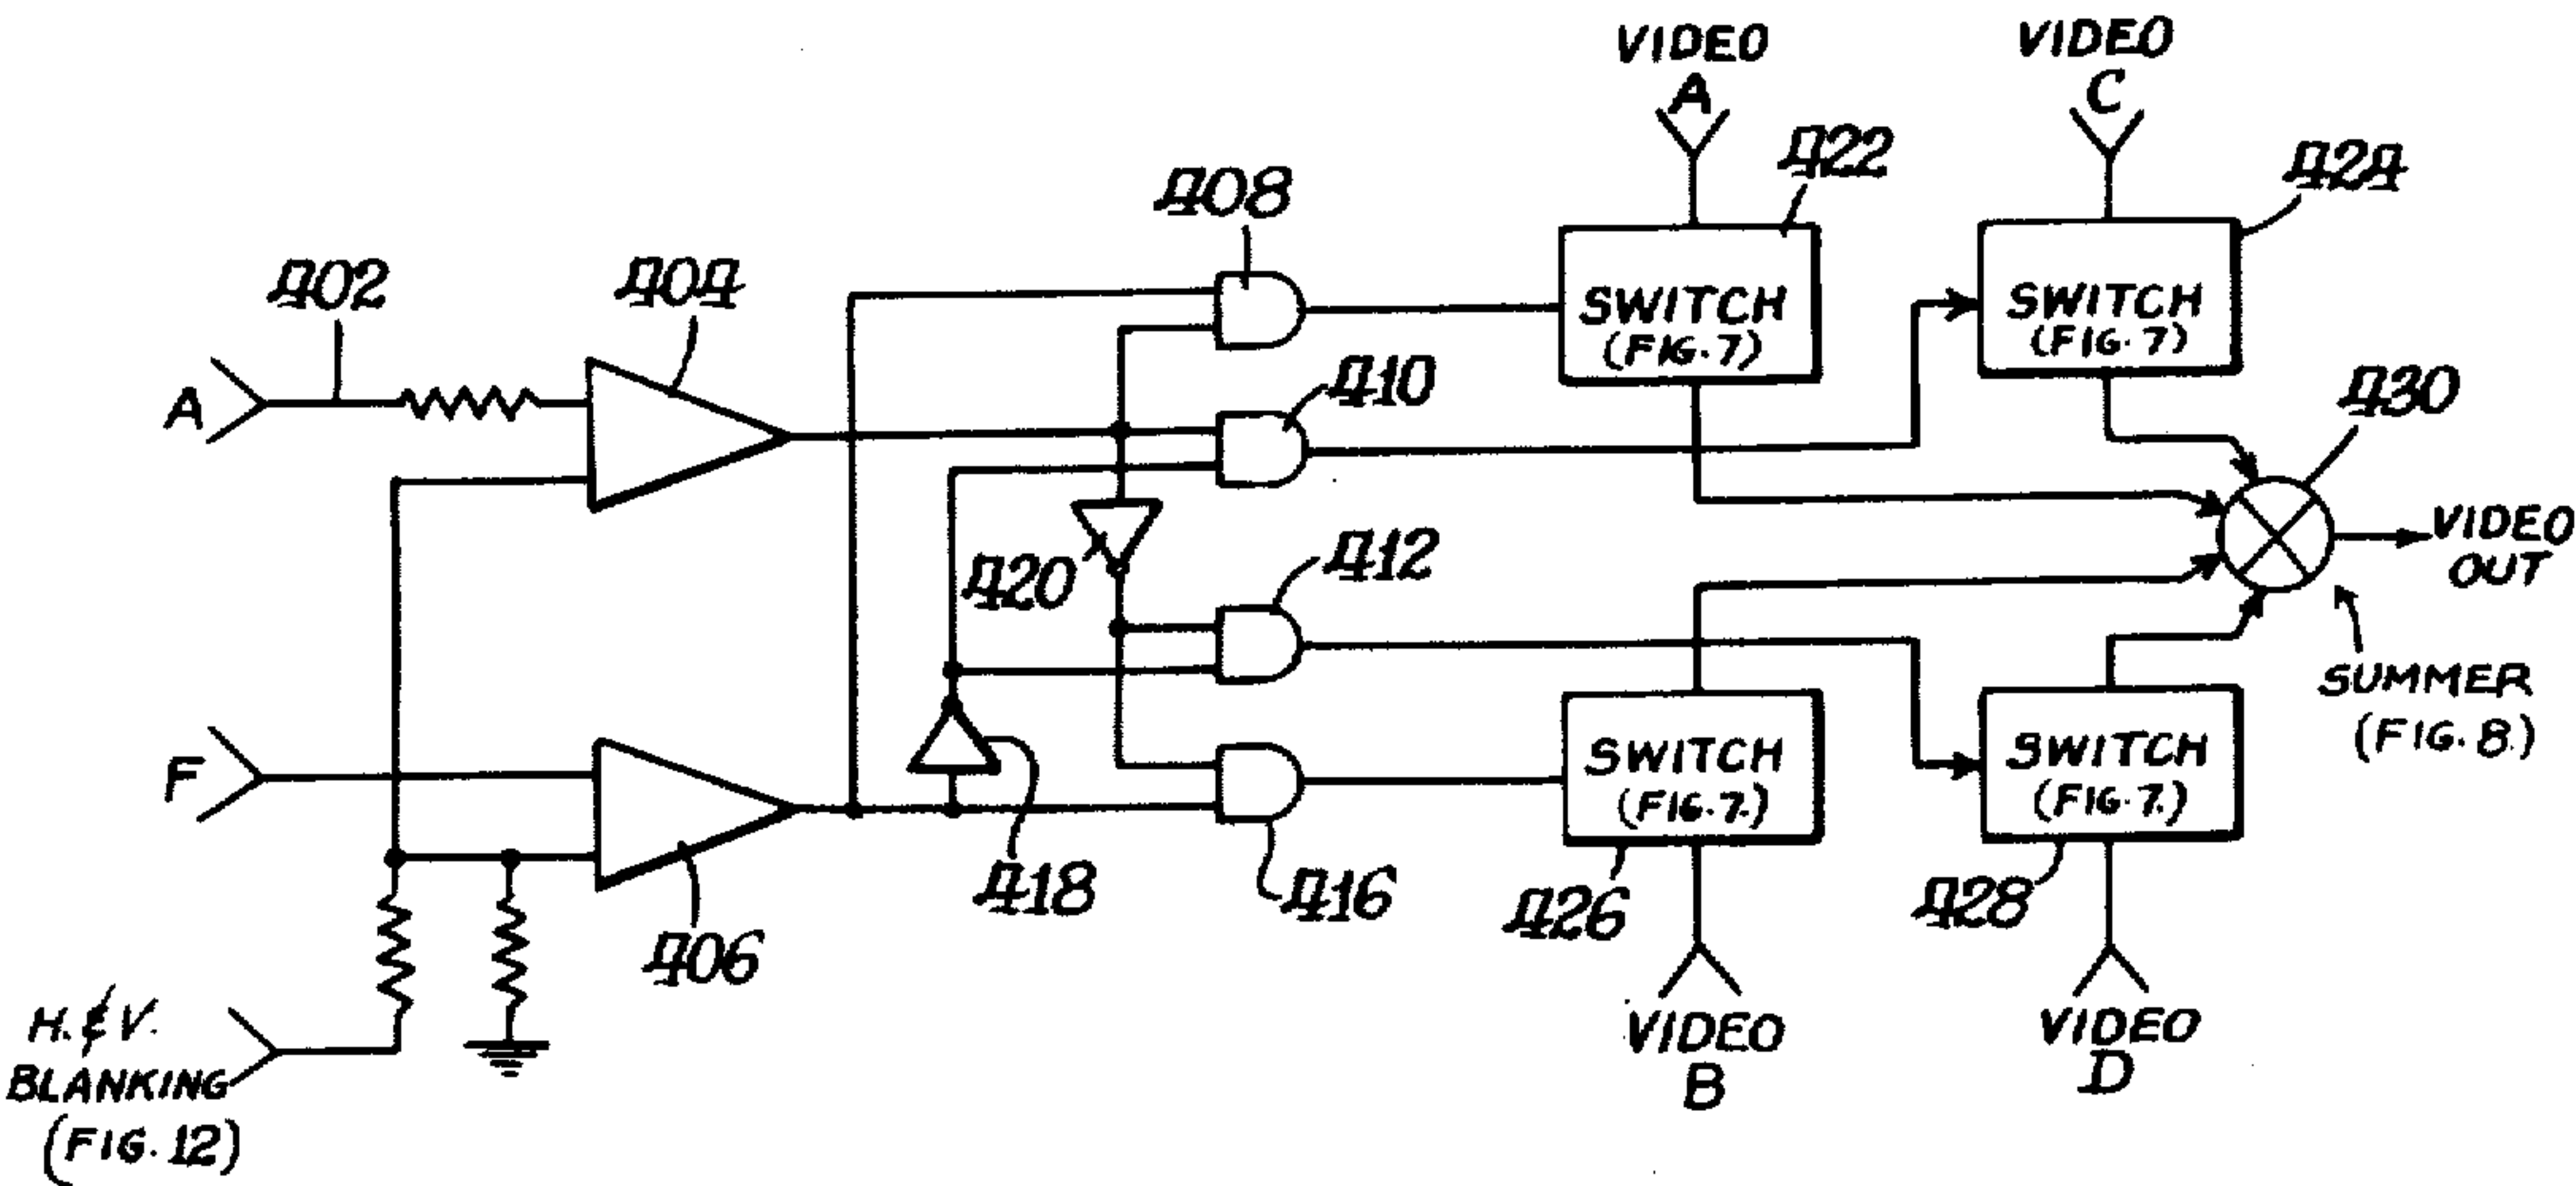 VIDEO
A
VIDEO
C
422
424
408
402
404
SWITCH
(FIG. 7)
SWITCH
(FIG. 7)
410
430
A
VIDEO
OUT
412
420
SUMMER
(FIG. 8.)
F
SWITCH
(FIG. 7.)
SWITCH
(FIG. 7.)
418
416
426
428
406
H. & V.
BLANKING
(FIG. 12)
VIDEO
B
VIDEO
D